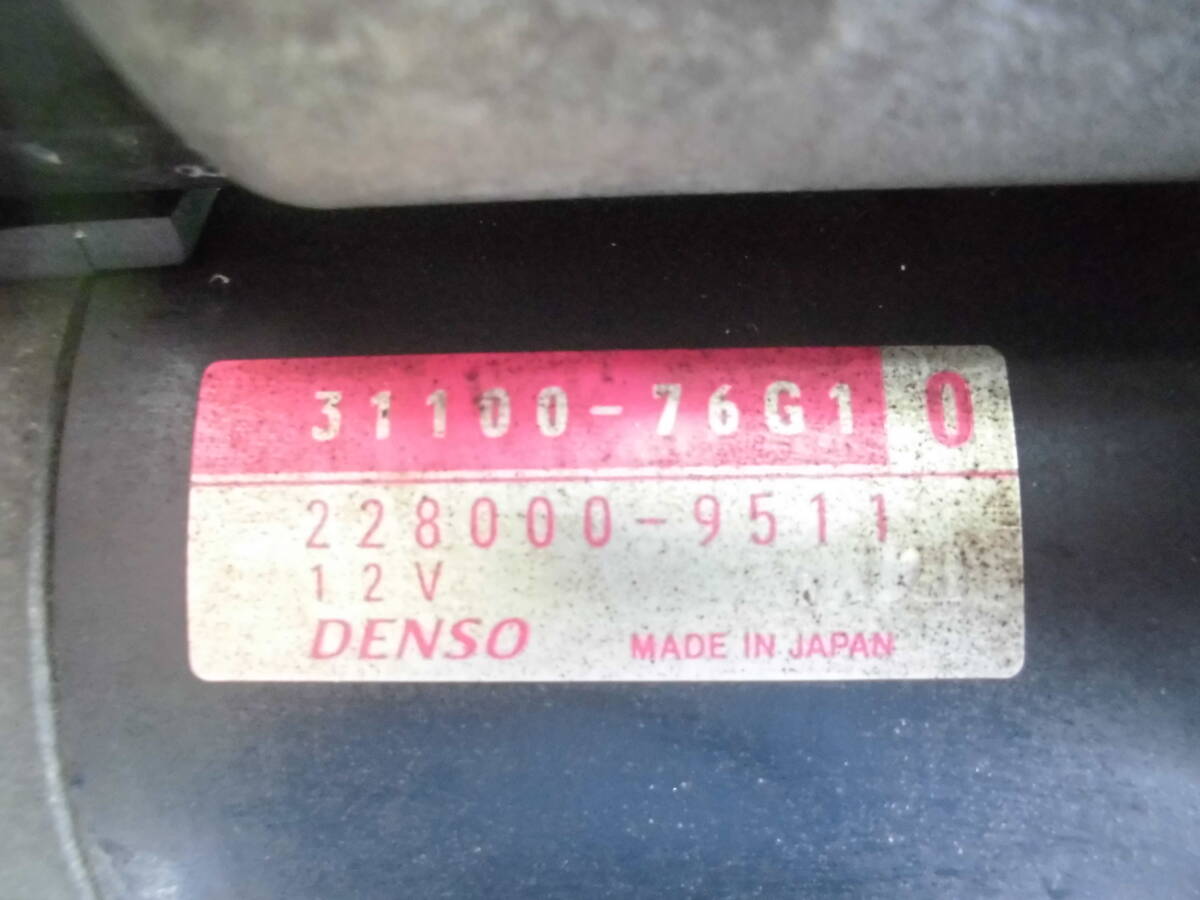 31100-76G1 0
228000-9511
12V
DENSO MADE IN JAPAN